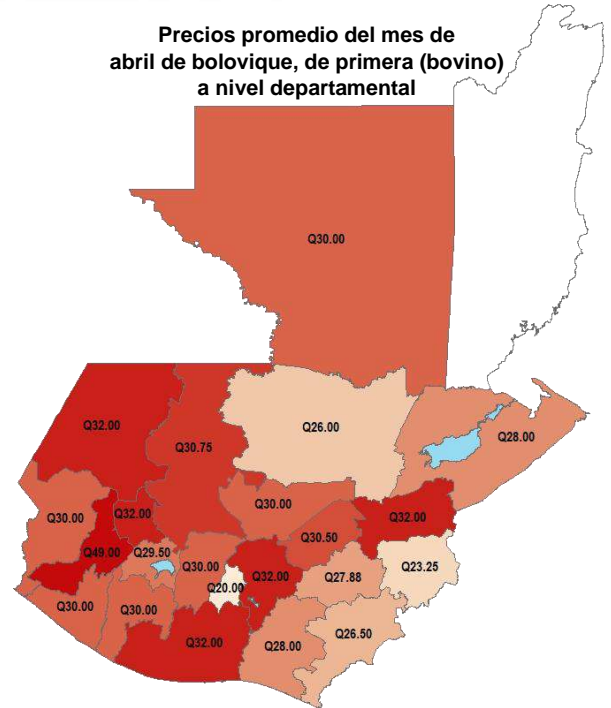 Precios promedio del mes de
abril de bolovique, de primera (bovino)
a nivel departamental
Q30.00
Q32.00
Q30.75
Q26.00
Q28.00
Q30.00
Q32.00
Q30.00
Q32.00
Q30.50
Q49.00
Q29.50
Q30.00
Q32.00
Q27.88
Q23.25
Q20.00
Q30.00
Q30.00
Q32.00
Q28.00
Q26.50